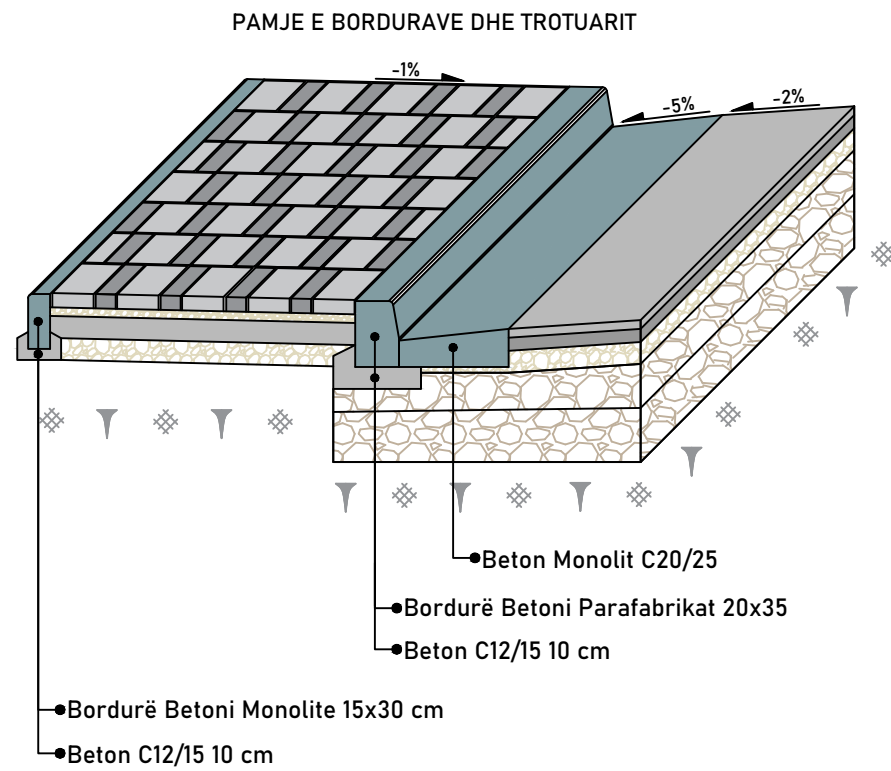 PAMJE E BORDURAVE DHE TROTUARIT
-1%
-5%
-2%
Beton Monolit C20/25
Bordurë Betoni Parafabrikat 20x35
Beton C12/15 10 cm
Bordurë Betoni Monolite 15x30 cm
Beton C12/15 10 cm